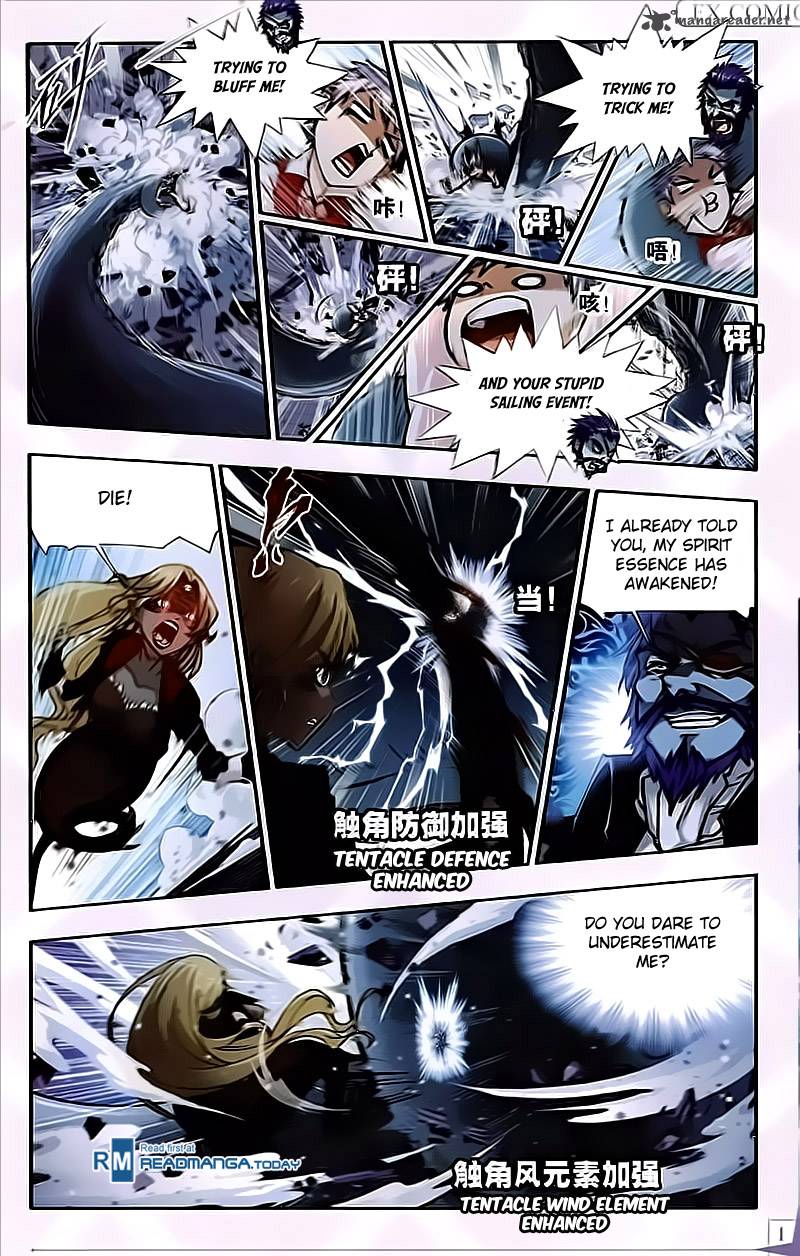 A
LEX COMIC
mangareader.net
TRYING TO
BLUFF ME!
TRYING TO
TRICK ME!
咔!
砰!
唔!
砰!
咳!
砰!
AND YOUR STUPID
SAILING EVENT!
DIE!
当!
I ALREADY TOLD
YOU, MY SPIRIT
ESSENCE HAS
AWAKENED!
触角防御加强
TENTACLE DEFENCE
ENHANCED
DO YOU DARE TO
UNDERESTIMATE
ME?
RM
Read first at
READMANGA.TODAY
触角风元素加强
TENTACLE WIND ELEMENT
ENHANCED
1